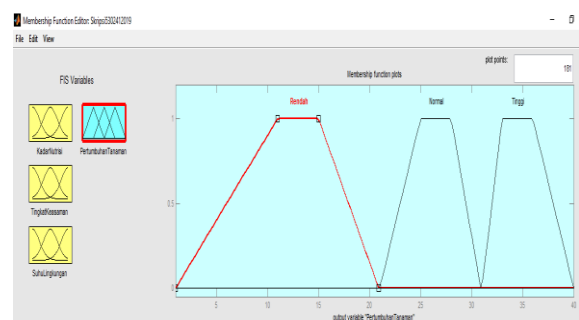 Membership Function Editor: Skripsi5302412019
File Edit View
FIS Variables
KadarNutrisi
PertumbuhanTanaman
TingkatKeasaman
SuhuLingkungan
plot points:
181
Membership function plots
Rendah
Normal
Tinggi
1
0.5
0
5 10 15 20 25 30 35 40
output variable "PertumbuhanTanaman"